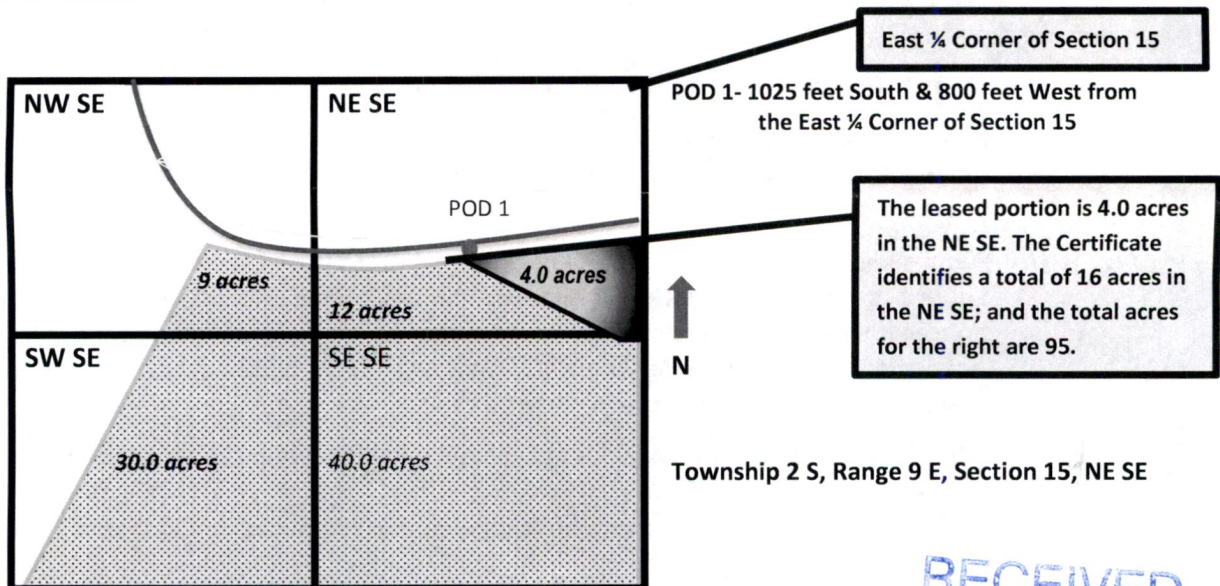 East ¼ Corner of Section 15
NW SE
NE SE
POD 1- 1025 feet South & 800 feet West from
the East ¼ Corner of Section 15
POD 1
The leased portion is 4.0 acres
in the NE SE. The Certificate
identifies a total of 16 acres in
the NE SE; and the total acres
for the right are 95.
9 acres
4.0 acres
12 acres
N
SW SE
SE SE
30.0 acres
40.0 acres
Township 2 S, Range 9 E, Section 15, NE SE
RECEIVED